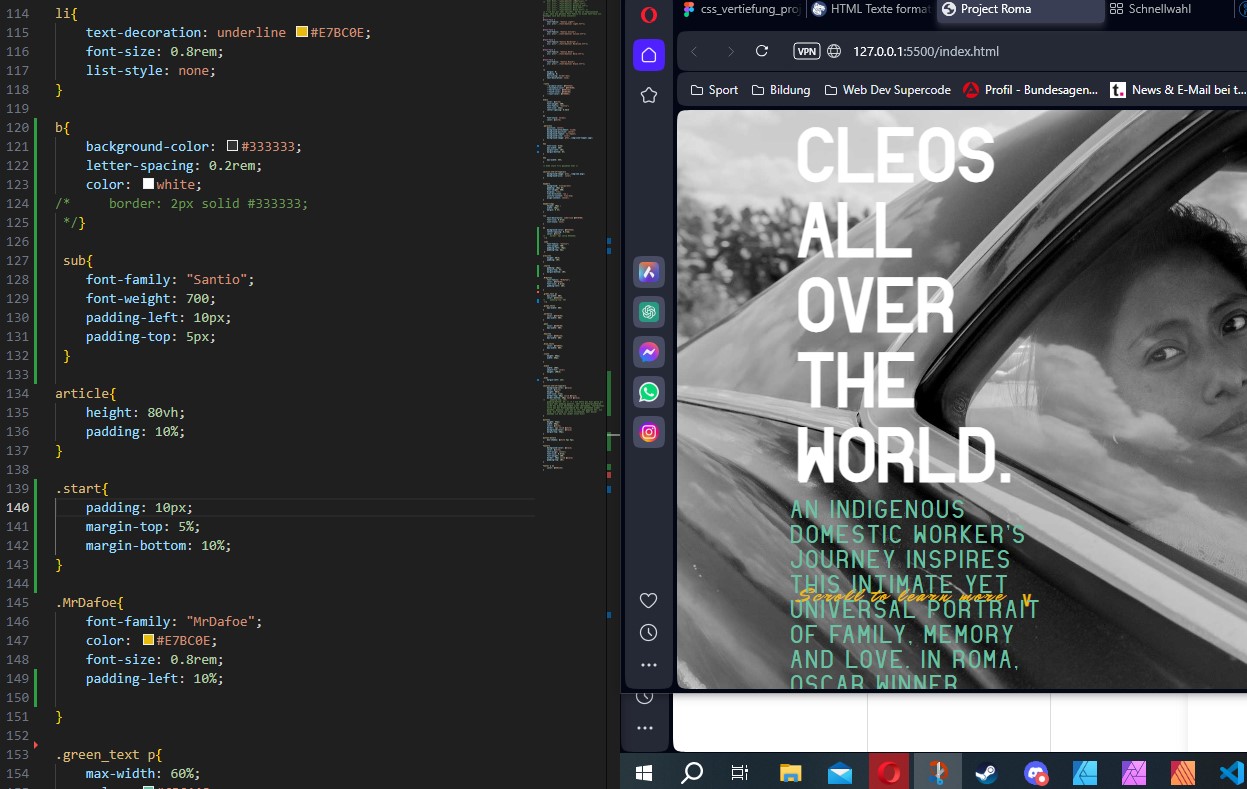 114 li{
115 text-decoration: underline #E7BC0E;
116 font-size: 0.8rem;
117 list-style: none;
118 }
119
120 b{
121 background-color: #333333;
122 letter-spacing: 0.2rem;
123 color: white;
124 /* border: 2px solid #333333;
125 */}
126
127 sub{
128 font-family: "Santio";
129 font-weight: 700;
130 padding-left: 10px;
131 padding-top: 5px;
132 }
133
134 article{
135 height: 80vh;
136 padding: 10%;
137 }
138
139 .start{
140 padding: 10px;
141 margin-top: 5%;
142 margin-bottom: 10%;
143 }
144
145 .MrDafoe{
146 font-family: "MrDafoe";
147 color: #E7BC0E;
148 font-size: 0.8rem;
149 padding-left: 10%;
150
151 }
152
153 .green_text p{
154 max-width: 60%;
css_vertiefung_proj HTML Texte format Project Roma Schnellwahl
VPN 127.0.0.1:5500/index.html
Sport Bildung Web Dev Supercode Profil - Bundesagen... t. News & E-Mail bei t...
CLEOS
ALL
OVER
THE
WORLD.
AN INDIGENOUS
DOMESTIC WORKER'S
JOURNEY INSPIRES
THIS INTIMATE YET
Scroll to learn more v
UNIVERSAL PORTRAIT
OF FAMILY, MEMORY
AND LOVE. IN ROMA,
OSCAR WINNER